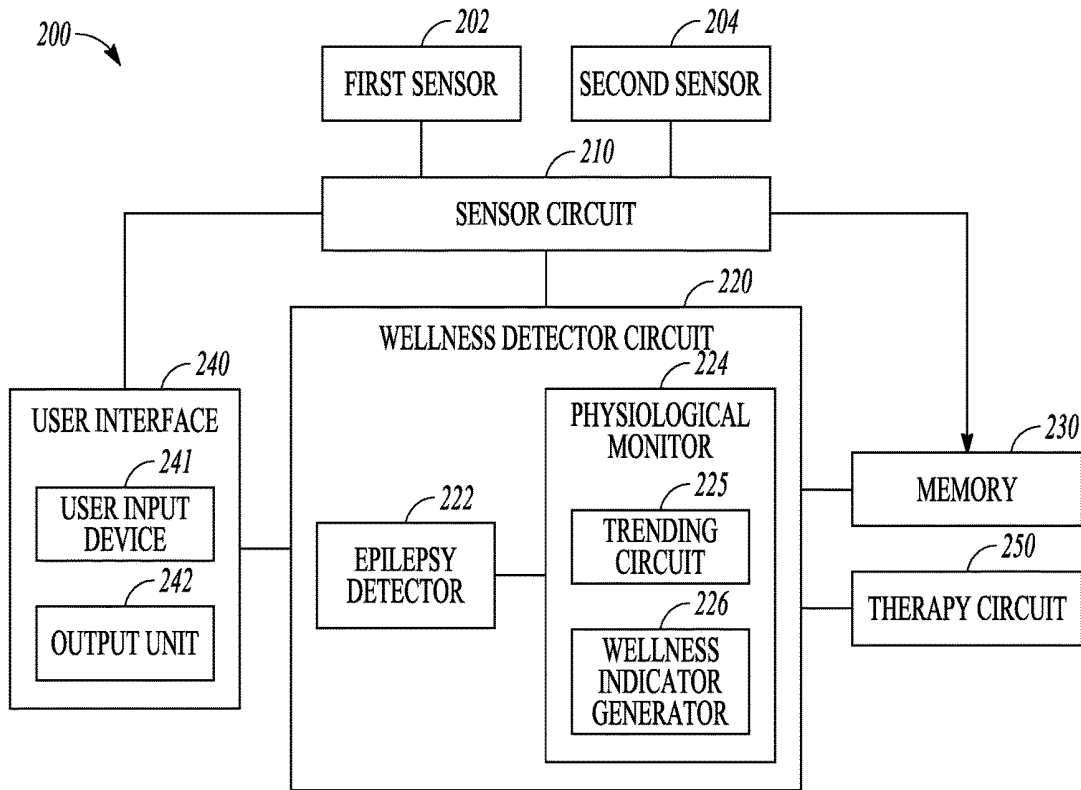 200
202
FIRST SENSOR
204
SECOND SENSOR
210
SENSOR CIRCUIT
220
WELLNESS DETECTOR CIRCUIT
240
USER INTERFACE
241
USER INPUT
DEVICE
242
OUTPUT UNIT
222
EPILEPSY
DETECTOR
224
PHYSIOLOGICAL
MONITOR
225
TRENDING
CIRCUIT
226
WELLNESS
INDICATOR
GENERATOR
230
MEMORY
250
THERAPY CIRCUIT